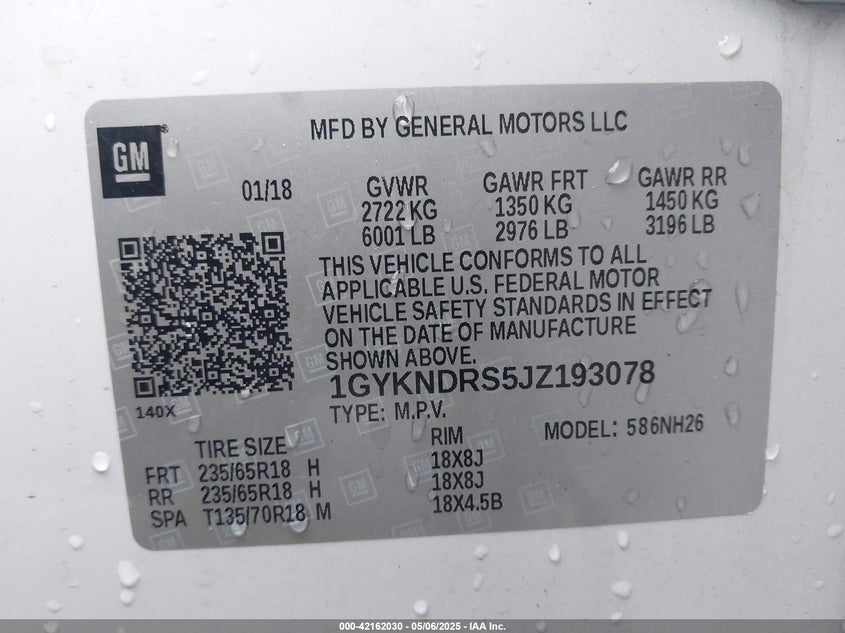 GM
MFD BY GENERAL MOTORS LLC
01/18
GVWR GAWR FRT GAWR RR
2722 KG 1350 KG 1450 KG
6001 LB 2976 LB 3196 LB
THIS VEHICLE CONFORMS TO ALL
APPLICABLE U.S. FEDERAL MOTOR
VEHICLE SAFETY STANDARDS IN EFFECT
ON THE DATE OF MANUFACTURE
SHOWN ABOVE.
1GYKNDRS5JZ193078
140X
TYPE: M.P.V.
MODEL: 586NH26
TIRE SIZE RIM
FRT 235/65R18 H 18X8J
RR 235/65R18 H 18X8J
SPA T135/70R18 M 18X4.5B
000-42162030 - 05/06/2025 - IAA Inc.